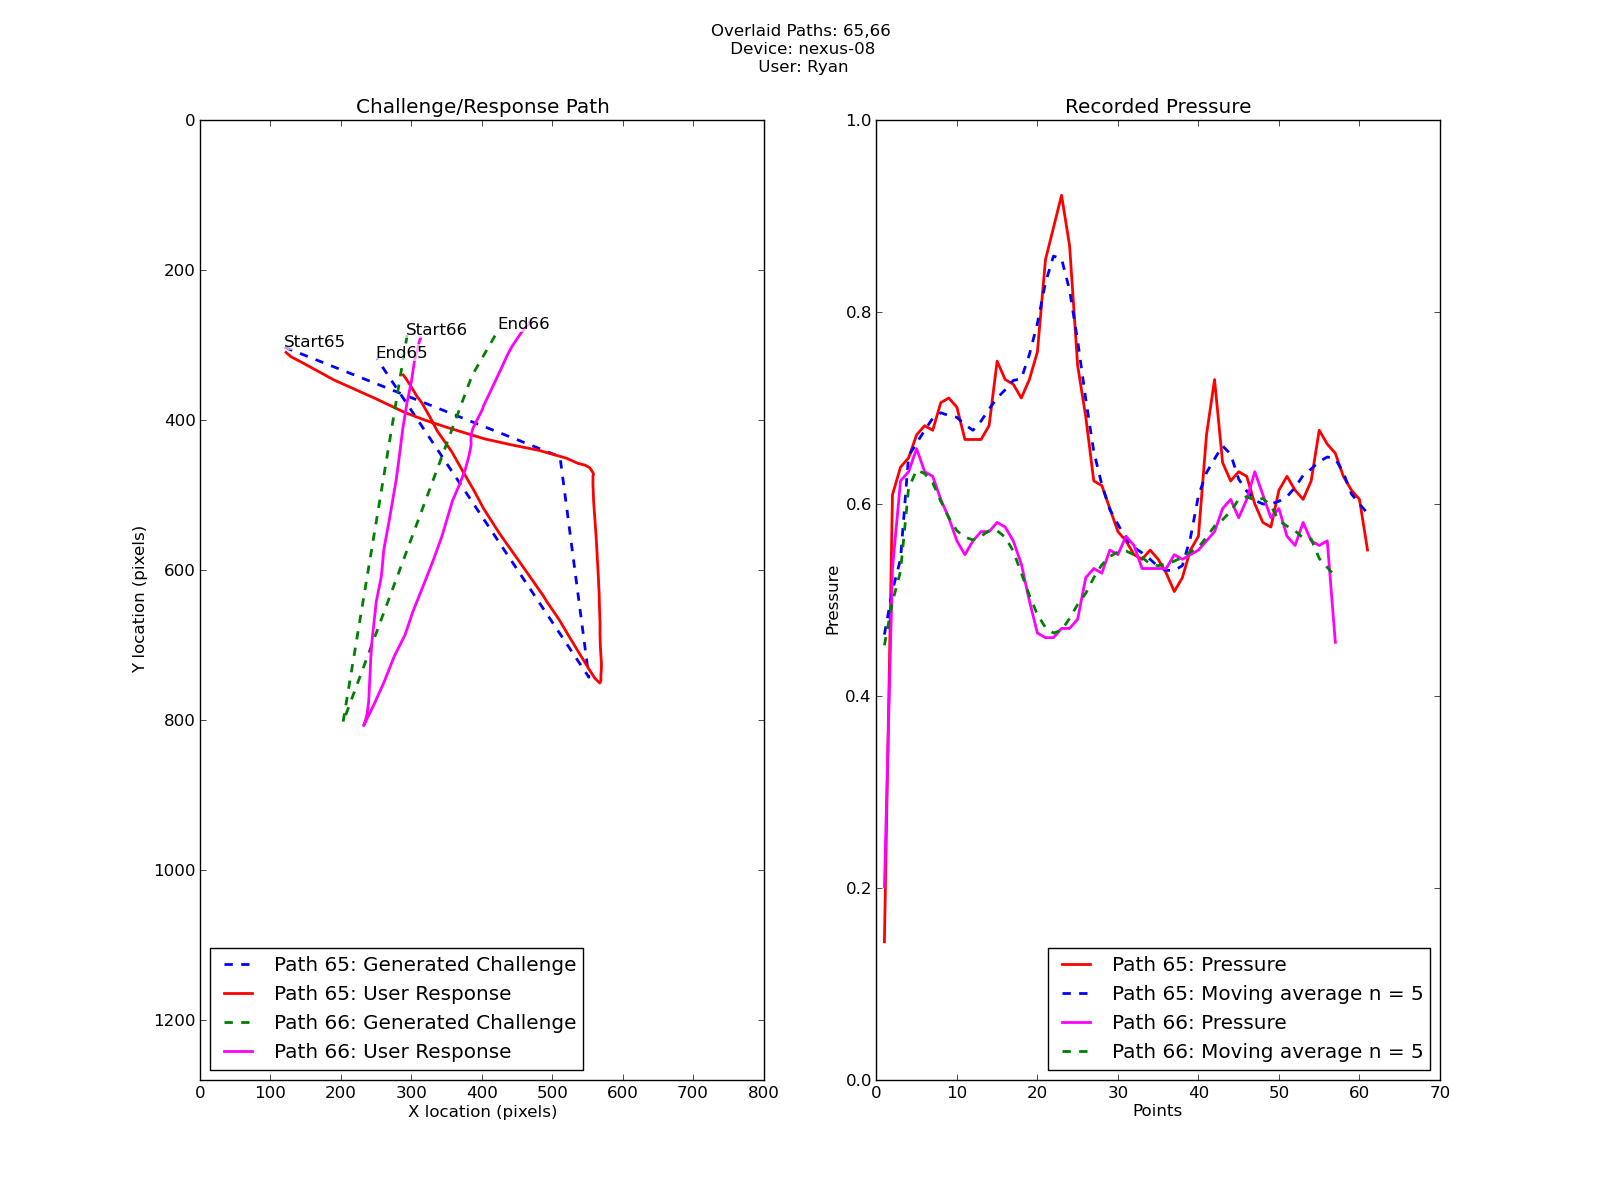 Overlaid Paths: 65,66
Device: nexus-08
User: Ryan
Challenge/Response Path
0
200
400
600
800
1000
1200
Y location (pixels)
Start65
End65
Start66
End66
Path 65: Generated Challenge
Path 65: User Response
Path 66: Generated Challenge
Path 66: User Response
0 100 200 300 400 500 600 700 800
X location (pixels)
Recorded Pressure
1.0
0.8
0.6
0.4
0.2
0.0
Pressure
Path 65: Pressure
Path 65: Moving average n = 5
Path 66: Pressure
Path 66: Moving average n = 5
0 10 20 30 40 50 60 70
Points